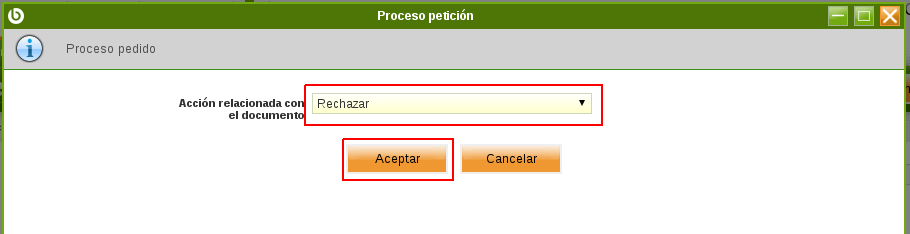 Proceso petición
Proceso pedido
Acción relacionada con
el documento
Rechazar
Aceptar
Cancelar